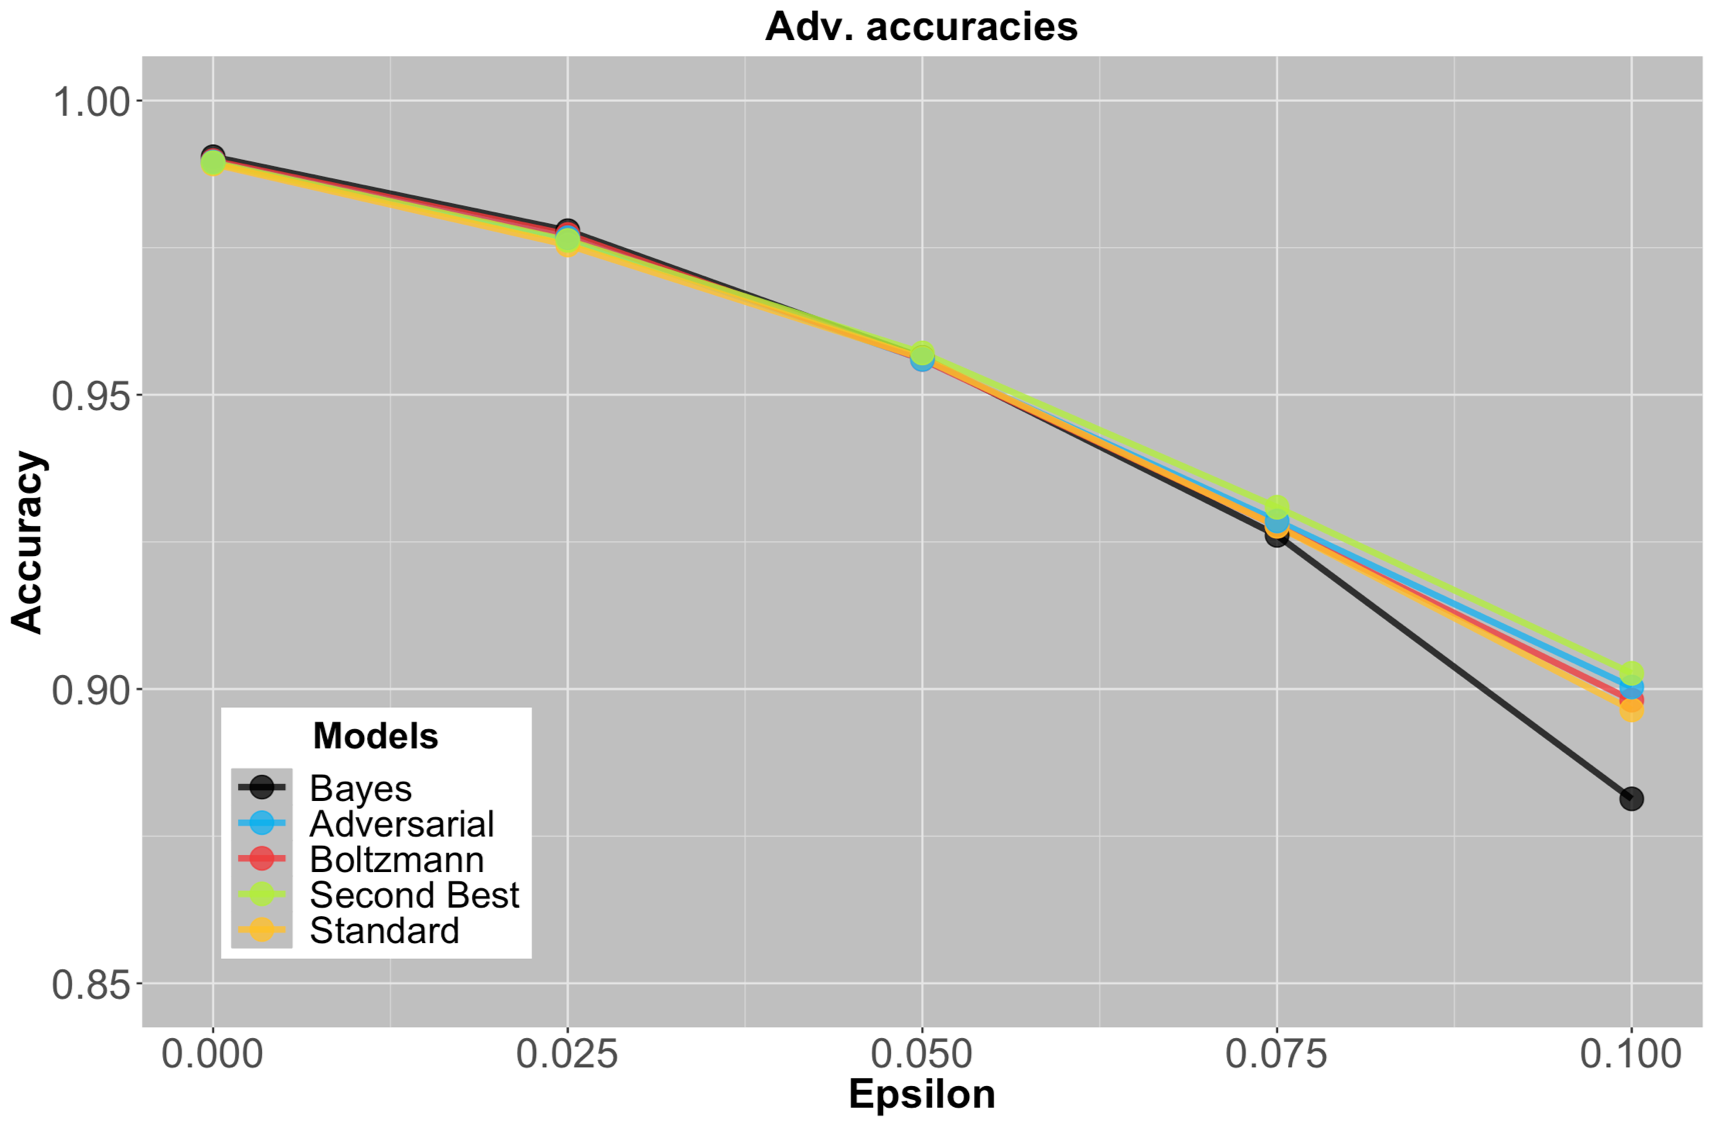 Adv. accuracies
1.00
0.95
0.90
0.85
Accuracy
Models
Bayes
Adversarial
Boltzmann
Second Best
Standard
0.000 0.025 0.050 0.075 0.100
Epsilon